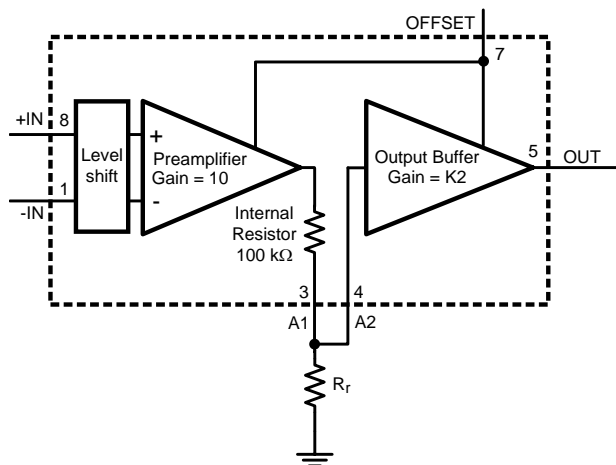 OFFSET
7
+IN
8
Level
shift
+
-
Preamplifier
Gain = 10
Output Buffer
Gain = K2
5
OUT
-IN
1
Internal
Resistor
100 kΩ
3
4
A1
A2
Rr